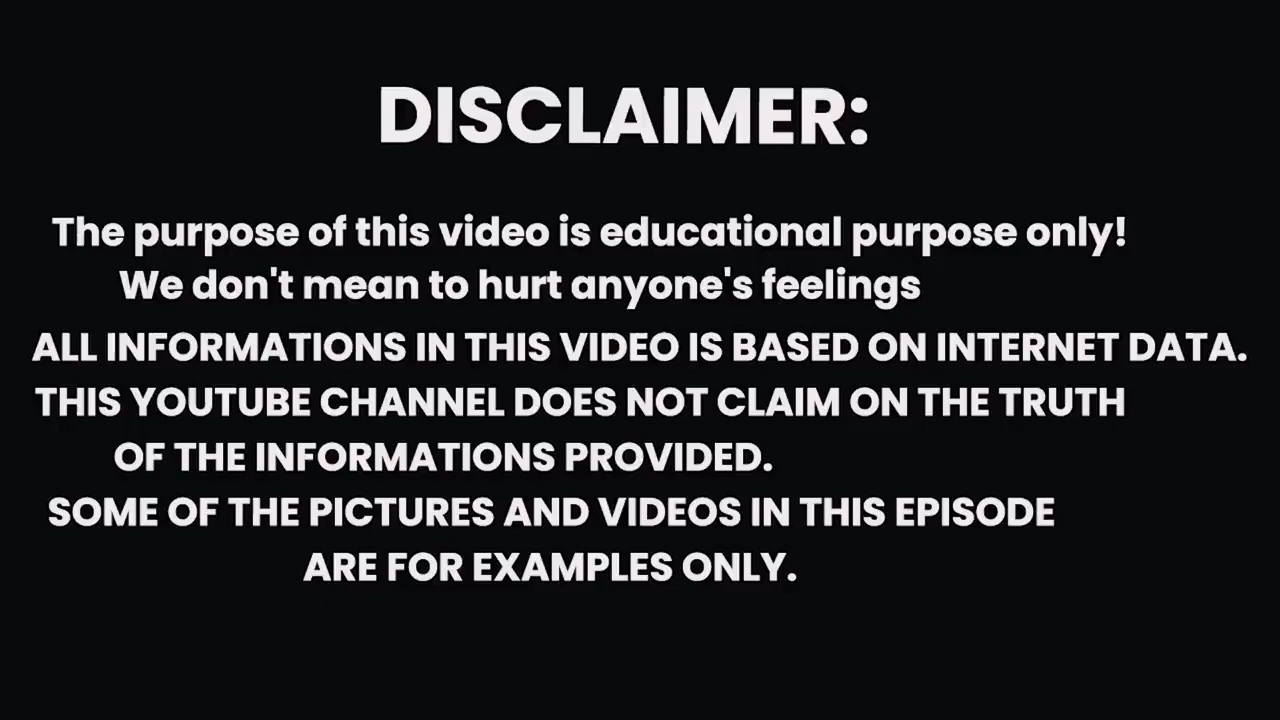 DISCLAIMER:
The purpose of this video is educational purpose only!
We don't mean to hurt anyone's feelings
ALL INFORMATIONS IN THIS VIDEO IS BASED ON INTERNET DATA.
THIS YOUTUBE CHANNEL DOES NOT CLAIM ON THE TRUTH
OF THE INFORMATIONS PROVIDED.
SOME OF THE PICTURES AND VIDEOS IN THIS EPISODE
ARE FOR EXAMPLES ONLY.